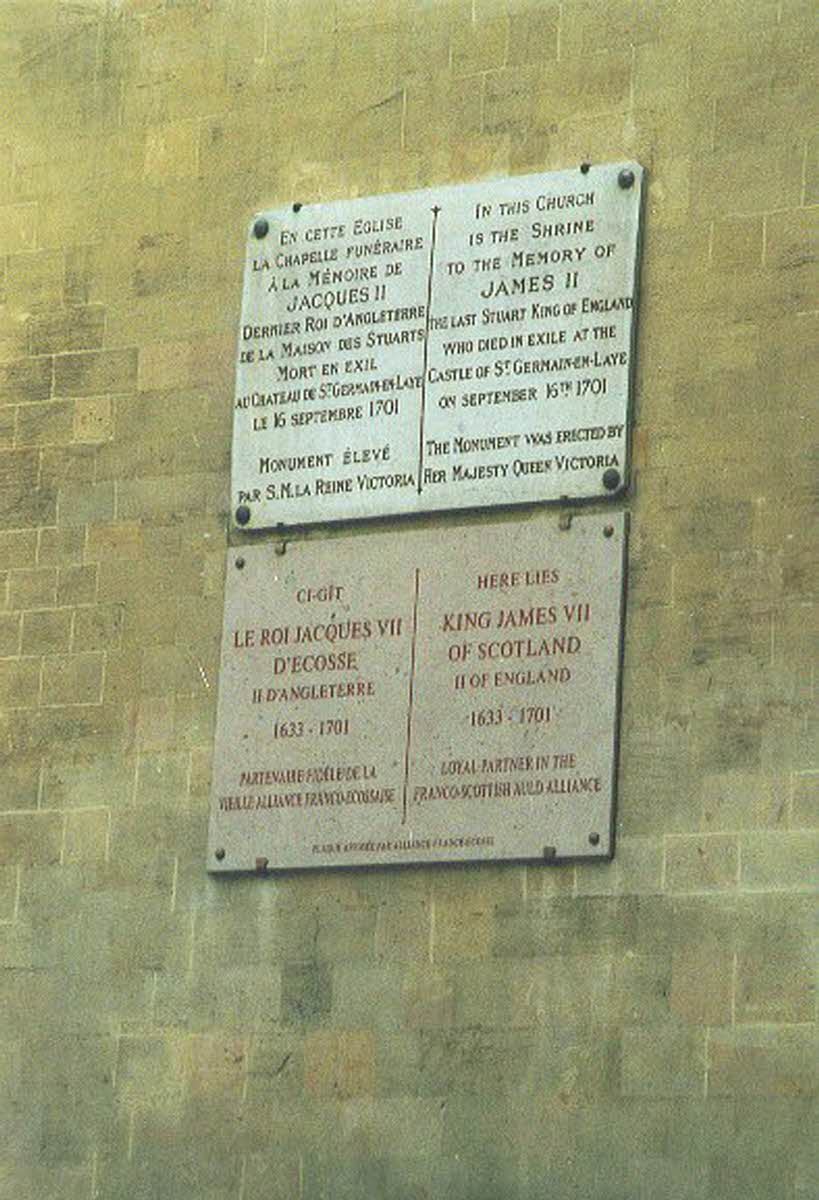 EN CETTE EGLISE
LA CHAPELLE FUNÉRAIRE
À LA MÉMOIRE DE
JACQUES II
DERNIER ROI D'ANGLETERRE
DE LA MAISON DES STUARTS
MORT EN EXIL
AU CHATEAU DE ST GERMAIN-EN-LAYE
LE 16 SEPTEMBRE 1701
MONUMENT ÉLEVÉ
PAR S.M. LA REINE VICTORIA
IN THIS CHURCH
IS THE SHRINE
TO THE MEMORY OF
JAMES II
THE LAST STUART KING OF ENGLAND
WHO DIED IN EXILE AT THE
CASTLE OF ST GERMAIN-EN-LAYE
ON SEPTEMBER 16TH 1701
THE MONUMENT WAS ERECTED BY
HER MAJESTY QUEEN VICTORIA
CI-GÎT
LE ROI JACQUES VII
D'ECOSSE
II D'ANGLETERRE
1633 - 1701
PARTENAIRE FIDÈLE DE LA
VIEILLE ALLIANCE FRANCO-ECOSSAISE
HERE LIES
KING JAMES VII
OF SCOTLAND
II OF ENGLAND
1633 - 1701
LOYAL PARTNER IN THE
FRANCO-SCOTTISH AULD ALLIANCE
PLAQUE PAR ALLIANCE FRANCE-ECOSSE